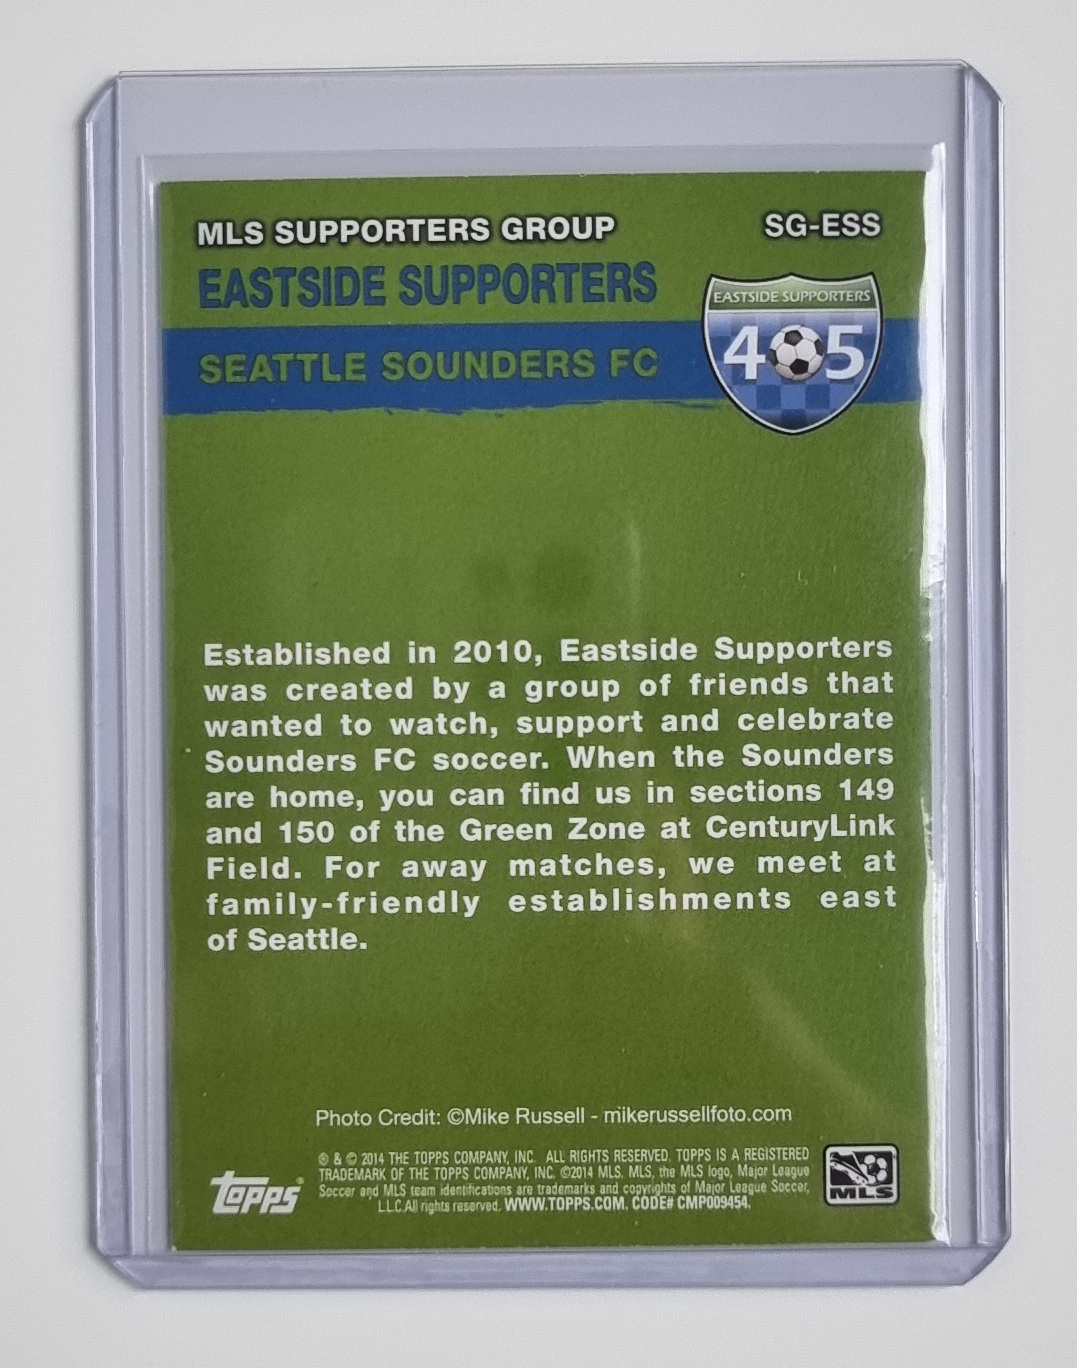 MLS SUPPORTERS GROUP
SG-ESS
EASTSIDE SUPPORTERS
EASTSIDE SUPPORTERS
405
SEATTLE SOUNDERS FC
Established in 2010, Eastside Supporters
was created by a group of friends that
wanted to watch, support and celebrate
Sounders FC soccer. When the Sounders
are home, you can find us in sections 149
and 150 of the Green Zone at CenturyLink
Field. For away matches, we meet at
family-friendly establishments east
of Seattle.
Photo Credit: ©Mike Russell - mikerussellfoto.com
® & © 2014 THE TOPPS COMPANY, INC. ALL RIGHTS RESERVED. TOPPS IS A REGISTERED
TRADEMARK OF THE TOPPS COMPANY, INC. ©2014 MLS. MLS, the MLS logo, Major League
Soccer and MLS team identifications are trademarks and copyrights of Major League Soccer,
L.L.C.All rights reserved. WWW.TOPPS.COM. CODE# CMP009454.
topps®
MLS